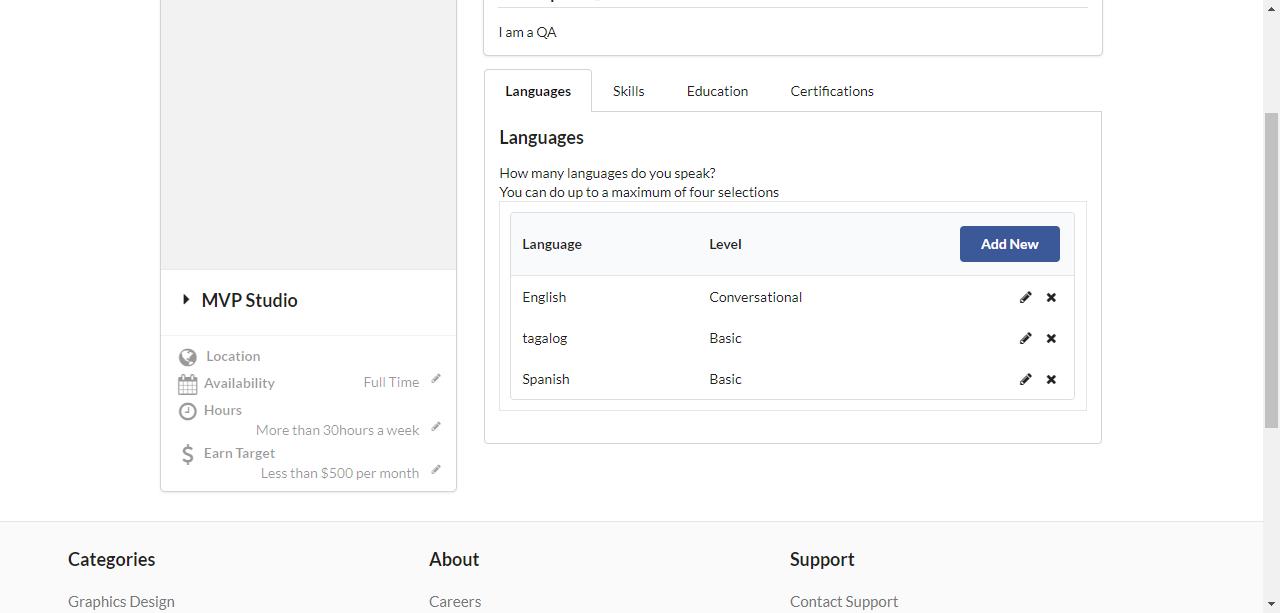 I am a QA
Languages Skills Education Certifications
Languages
How many languages do you speak?
You can do up to a maximum of four selections
Language Level Add New
English Conversational
tagalog Basic
Spanish Basic
MVP Studio
Location
Availability Full Time
Hours
More than 30hours a week
Earn Target
Less than $500 per month
Categories About Support
Graphics Design Careers Contact Support